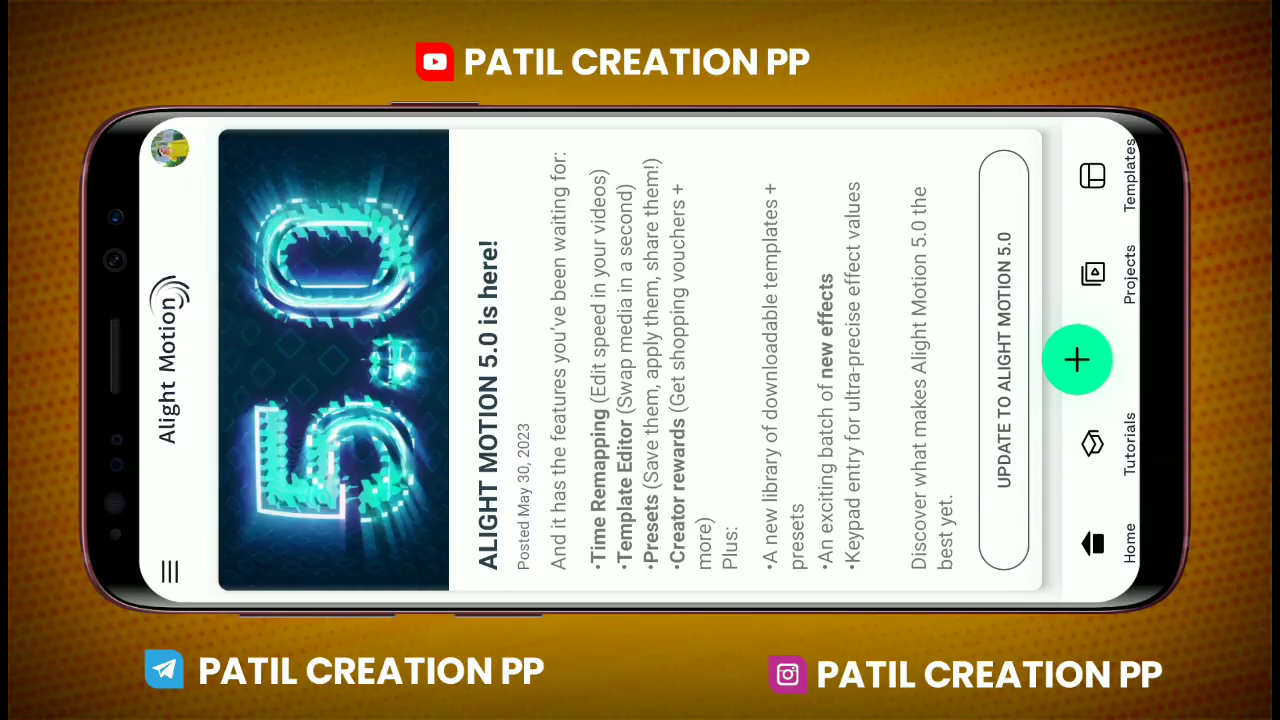 PATIL CREATION PP
Alight Motion
5.0
ALIGHT MOTION 5.0 is here!
Posted May 30, 2023
And it has the features you've been waiting for:
•Time Remapping (Edit speed in your videos)
•Template Editor (Swap media in a second)
•Presets (Save them, apply them, share them!)
•Creator rewards (Get shopping vouchers +
more)
Plus:
•A new library of downloadable templates +
presets
•An exciting batch of new effects
•Keypad entry for ultra-precise effect values
Discover what makes Alight Motion 5.0 the
best yet.
UPDATE TO ALIGHT MOTION 5.0
Home
Tutorials
Projects
Templates
PATIL CREATION PP
PATIL CREATION PP